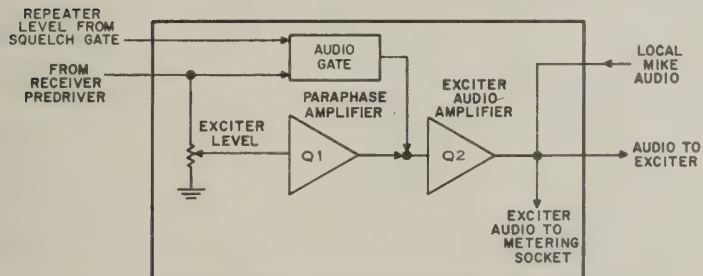 REPEATER
LEVEL FROM
SQUELCH GATE
FROM
RECEIVER
PREDRIVER
AUDIO
GATE
PARAPHASE
AMPLIFIER
EXCITER
AUDIO
AMPLIFIER
LOCAL
MIKE
AUDIO
EXCITER
LEVEL
Q1
Q2
AUDIO TO
EXCITER
EXCITER
AUDIO TO
METERING
SOCKET